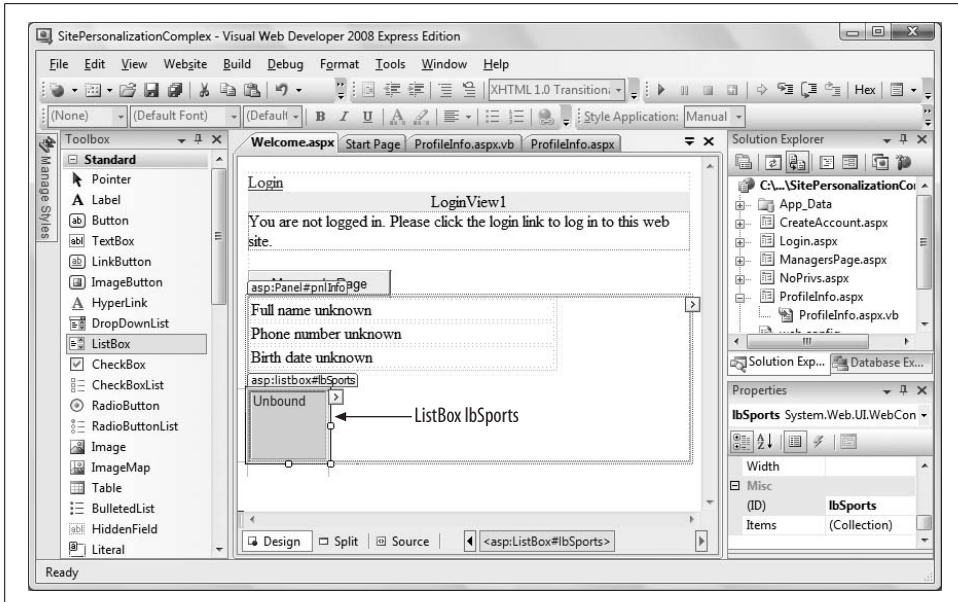 SitePersonalizationComplex - Visual Web Developer 2008 Express Edition
File Edit View Website Build Debug Format Tools Window Help
XHTML 1.0 Transition
Hex
(None) (Default Font) (Default B I U A Style Application: Manual
Toolbox
Manage Styles
Standard
Pointer
A Label
ab Button
abl TextBox
ab LinkButton
ImageButton
A HyperLink
DropDownList
ListBox
CheckBox
CheckBoxList
RadioButton
RadioButtonList
Image
ImageMap
Table
BulletedList
abl HiddenField
Literal
Welcome.aspx Start Page ProfileInfo.aspx.vb ProfileInfo.aspx
Login
LoginView1
You are not logged in. Please click the login link to log in to this web
site.
asp:Panel#pnlInfo age
Full name unknown
Phone number unknown
Birth date unknown
asp:listbox#lbSports
Unbound
ListBox lbSports
Design Split Source <asp:ListBox#lbSports>
Solution Explorer
C:\...\SitePersonalizationCo
App_Data
CreateAccount.aspx
Login.aspx
ManagersPage.aspx
NoPrivs.aspx
ProfileInfo.aspx
ProfileInfo.aspx.vb
Solution Exp... Database Ex...
Properties
lbSports System.Web.UI.WebCon
Width
Misc
(ID) lbSports
Items (Collection)
Ready